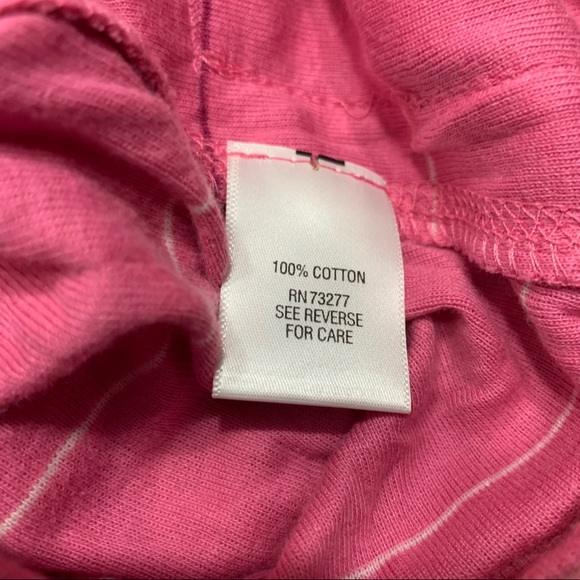 100% COTTON
RN 73277
SEE REVERSE
FOR CARE